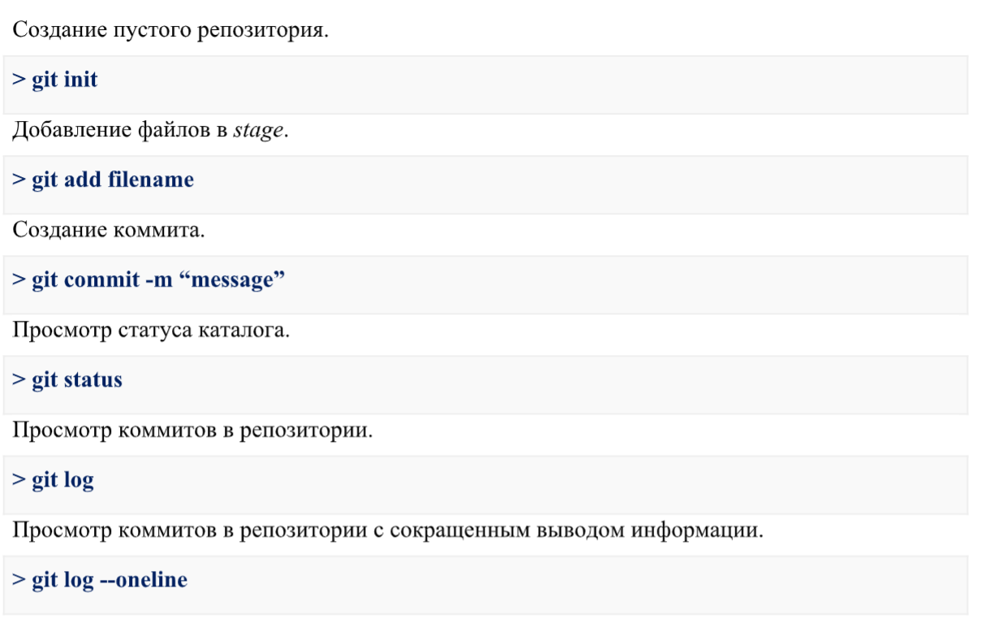 Создание пустого репозитория.
> git init
Добавление файлов в stage.
> git add filename
Создание коммита.
> git commit -m “message”
Просмотр статуса каталога.
> git status
Просмотр коммитов в репозитории.
> git log
Просмотр коммитов в репозитории с сокращенным выводом информации.
> git log --oneline